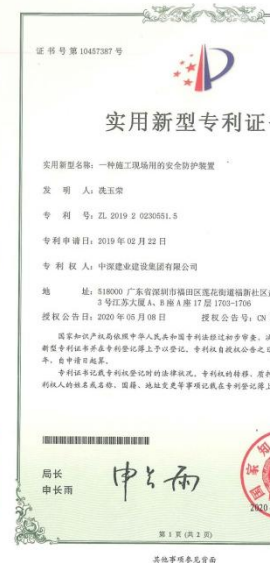 证书号第10457387号
实用新型专利证
实用新型名称：一种施工现场用的安全防护装置
发 明 人：洗玉荣
专 利 号：ZL 2019 2 0230551.5
专利申请日：2019年02月22日
专 利 权 人：中深建业建设集团有限公司
地 址：518000 广东省深圳市福田区莲花街道福新社区
3号江苏大厦A、B座A座17层1703-1706
授权公告日：2020年05月08日 授权公告号：CN
国家知识产权局依照中华人民共和国专利法经过初步审查，
新型专利证书并在专利登记簿上予以登记。专利权自授权公告之
年，自申请日起算。
专利证书记载专利权登记时的法律状况。专利权的转移、质
利权人的姓名或名称、国籍、地址变更等事项记载在专利登记簿上
局长
申长雨
申长雨
国家知
2020
第 1 页 (共 2 页)
其他事项参见背面